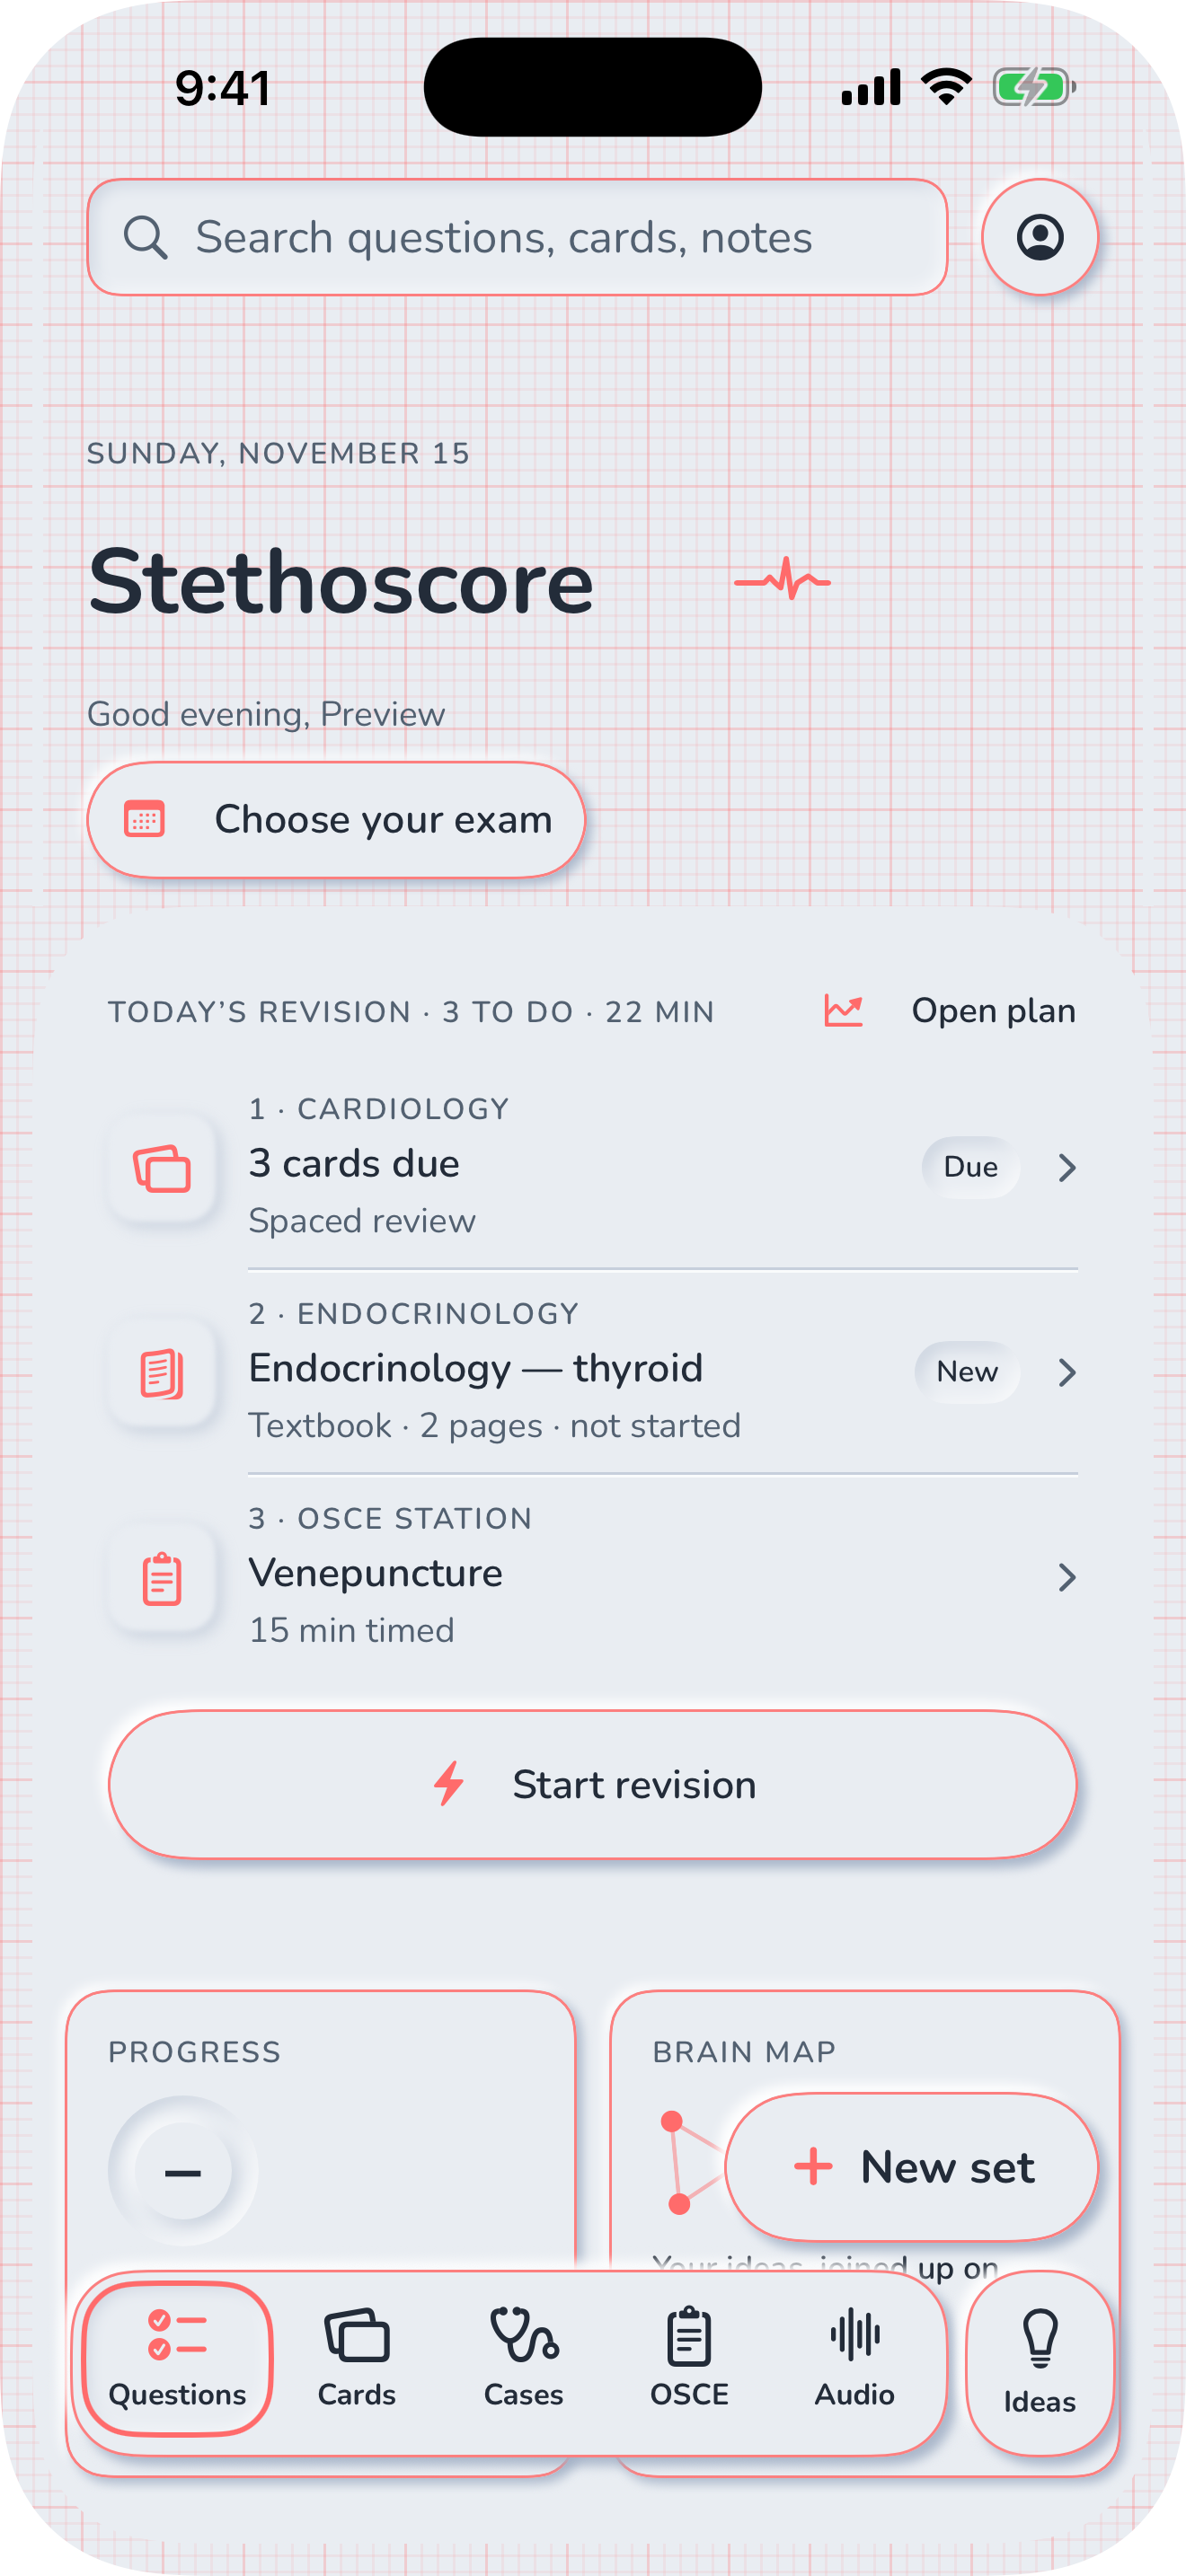 9:41
Search questions, cards, notes
SUNDAY, NOVEMBER 15
Stethoscore
Good evening, Preview
Choose your exam
TODAY’S REVISION · 3 TO DO · 22 MIN
Open plan
1 · CARDIOLOGY
3 cards due
Spaced review
Due
2 · ENDOCRINOLOGY
Endocrinology — thyroid
Textbook · 2 pages · not started
New
3 · OSCE STATION
Venepuncture
15 min timed
Start revision
PROGRESS
–
BRAIN MAP
New set
Your ideas, joined up on
Questions
Cards
Cases
OSCE
Audio
Ideas